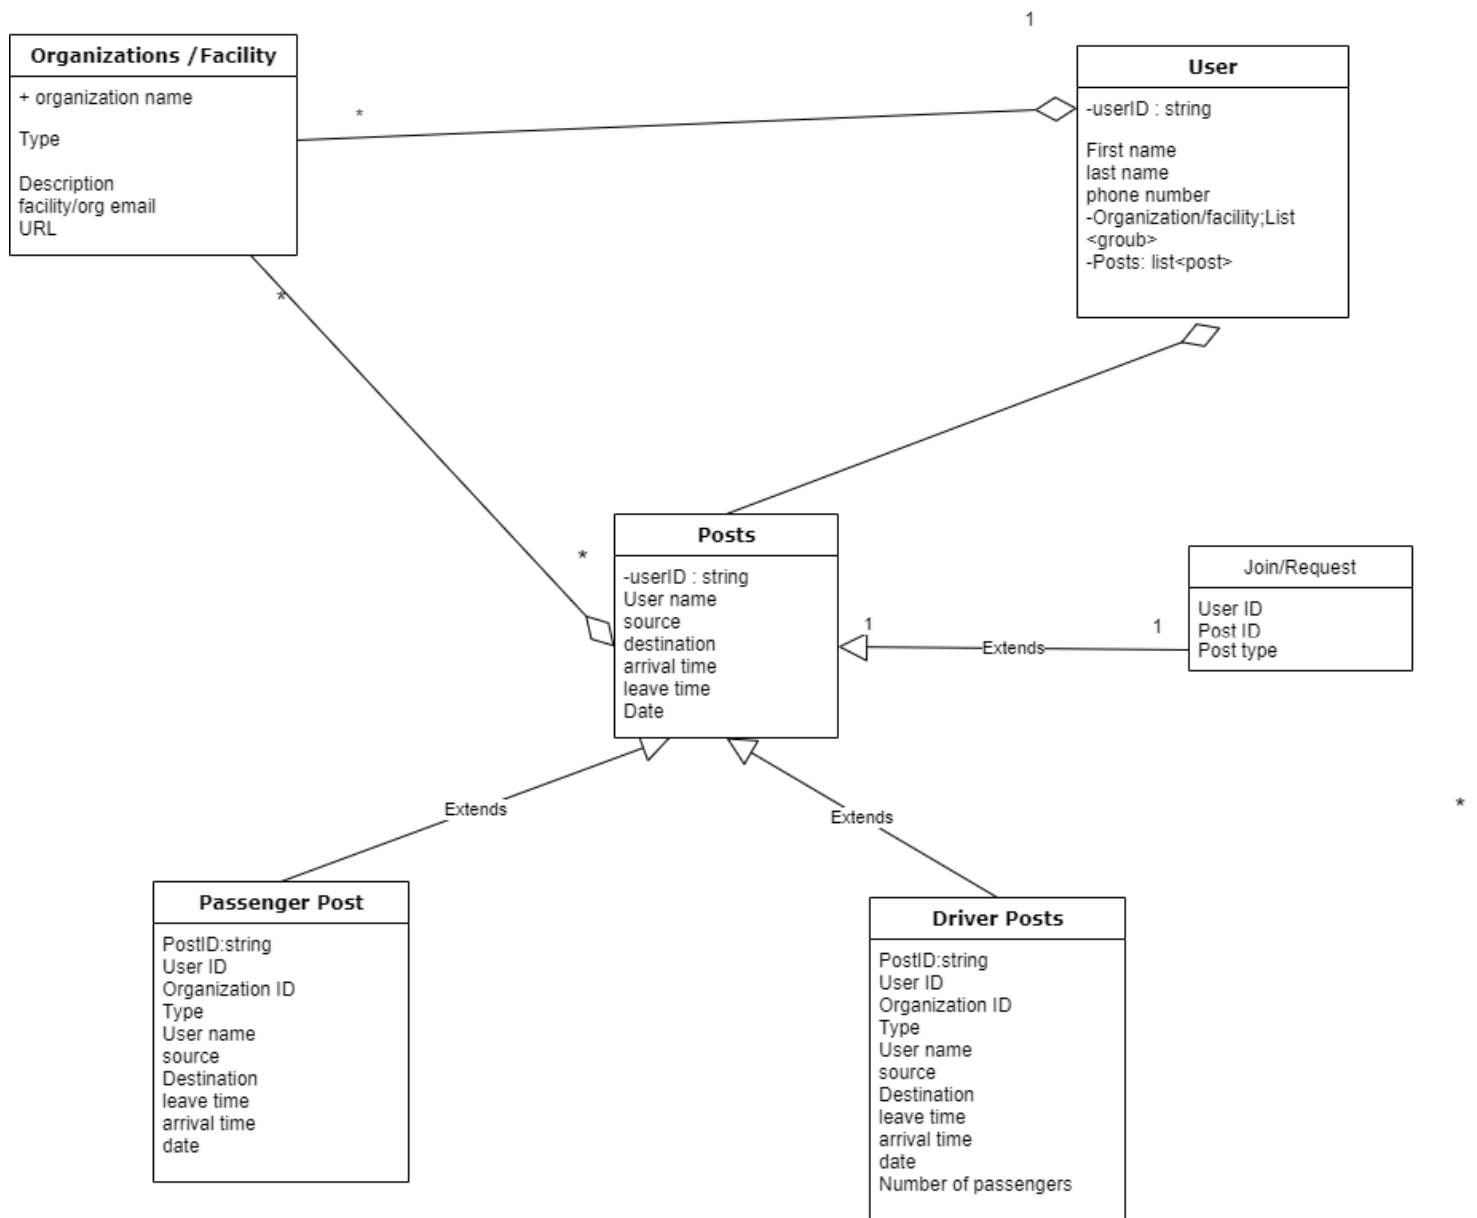 1
Organizations /Facility
+ organization name
Type
Description
facility/org email
URL
*
*
User
-userID : string
First name
last name
phone number
-Organization/facility;List
<groub>
-Posts: list<post>
*
Posts
-userID : string
User name
source
destination
arrival time
leave time
Date
1
Extends
1
Join/Request
User ID
Post ID
Post type
Extends
Extends
*
Passenger Post
PostID:string
User ID
Organization ID
Type
User name
source
Destination
leave time
arrival time
date
Driver Posts
PostID:string
User ID
Organization ID
Type
User name
source
Destination
leave time
arrival time
date
Number of passengers